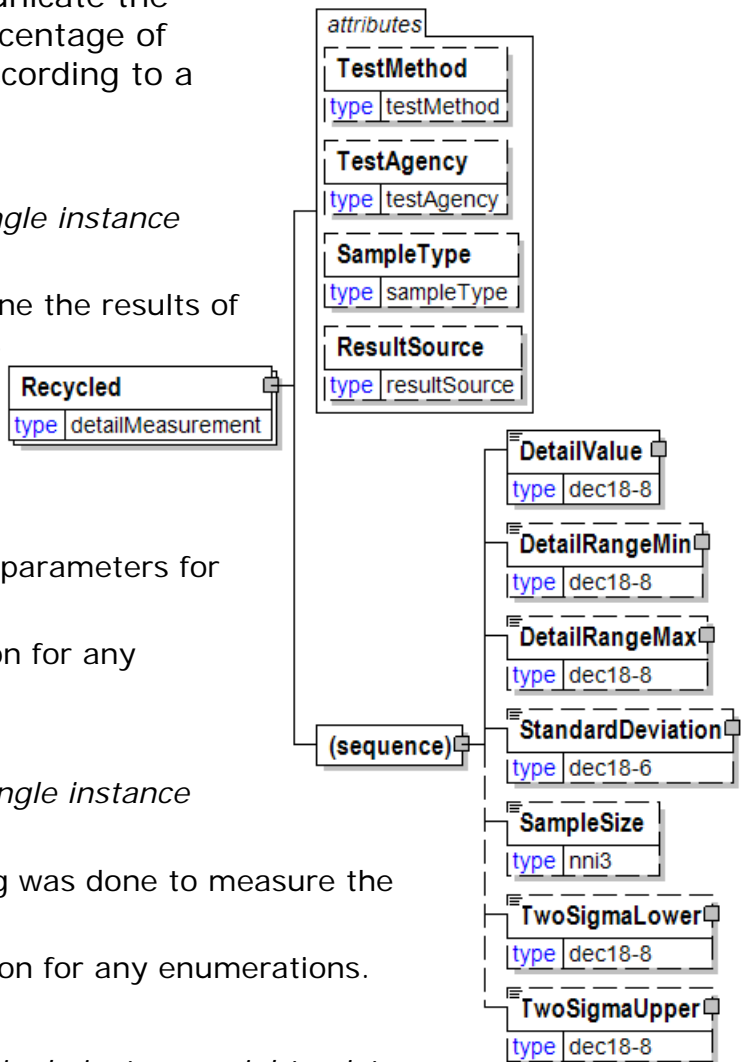 unicate the
centage of
cording to a
ngle instance
ne the results of
parameters for
on for any
ngle instance
g was done to measure the
on for any enumerations.
attributes
TestMethod
type testMethod
TestAgency
type testAgency
SampleType
type sampleType
ResultSource
type resultSource
Recycled
type detailMeasurement
(sequence)
DetailValue
type dec18-8
DetailRangeMin
type dec18-8
DetailRangeMax
type dec18-8
StandardDeviation
type dec18-6
SampleSize
type nni3
TwoSigmaLower
type dec18-8
TwoSigmaUpper
type dec18-8